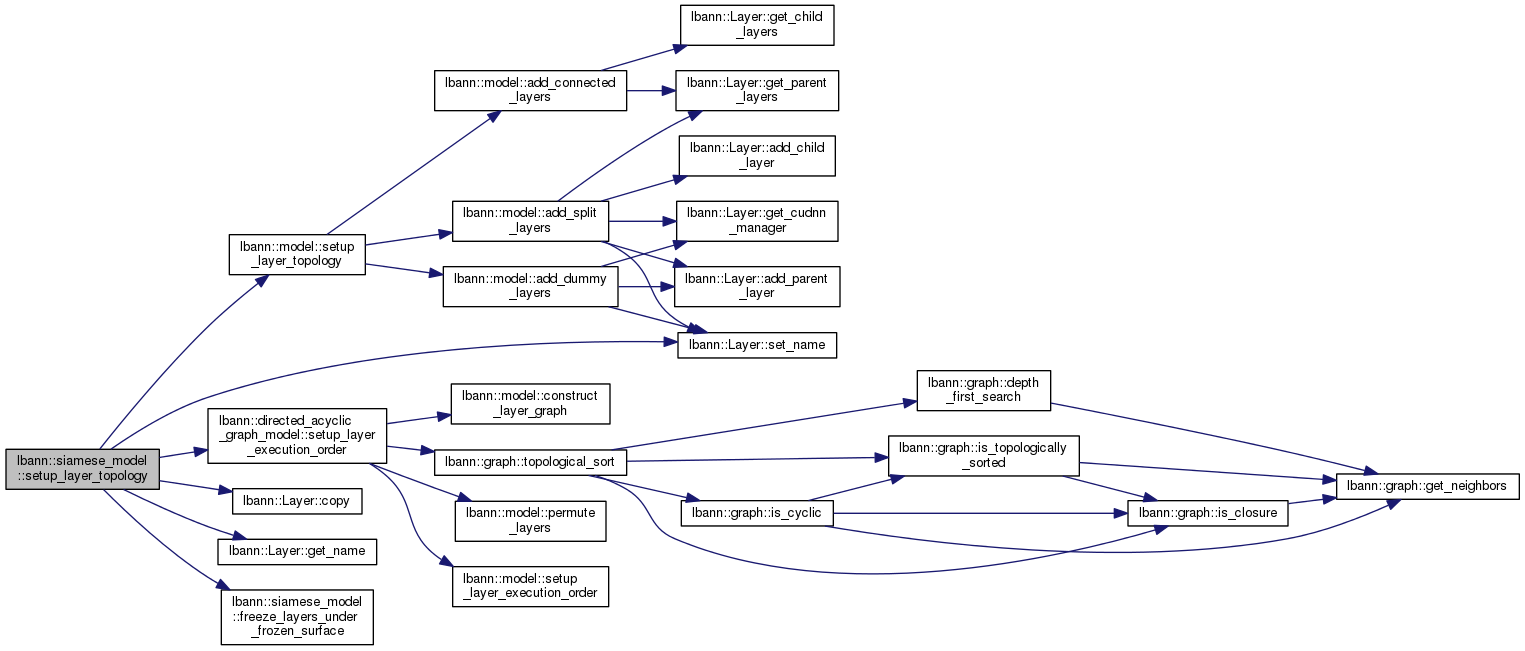 lbann::Layer::get_child
_layers
lbann::model::add_connected
_layers
lbann::Layer::get_parent
_layers
lbann::Layer::add_child
_layer
lbann::model::add_split
_layers
lbann::Layer::get_cudnn
_manager
lbann::model::setup
_layer_topology
lbann::model::add_dummy
_layers
lbann::Layer::add_parent
_layer
lbann::Layer::set_name
lbann::model::construct
_layer_graph
lbann::graph::depth
_first_search
lbann::directed_acyclic
_graph_model::setup_layer
_execution_order
lbann::graph::topological_sort
lbann::graph::is_topologically
_sorted
lbann::siamese_model
::setup_layer_topology
lbann::graph::get_neighbors
lbann::Layer::copy
lbann::model::permute
_layers
lbann::graph::is_cyclic
lbann::graph::is_closure
lbann::Layer::get_name
lbann::model::setup
_layer_execution_order
lbann::siamese_model
::freeze_layers_under
_frozen_surface